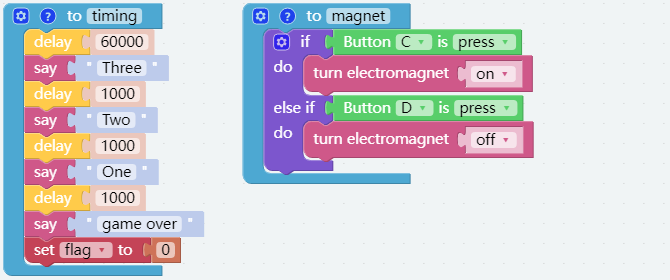 to timing
delay 60000
say " Three "
delay 1000
say " Two "
delay 1000
say " One "
delay 1000
say " game over "
set flag to 0
to magnet
if Button C is press
do turn electromagnet on
else if Button D is press
do turn electromagnet off